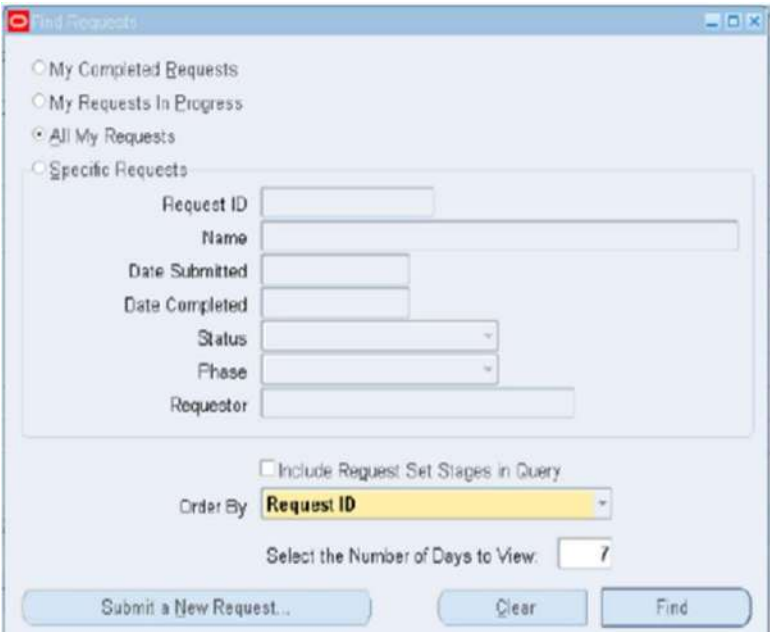 Find Requests
My Completed Requests
My Requests In Progress
All My Requests
Specific Requests
Request ID
Name
Date Submitted
Date Completed
Status
Phase
Requestor
Include Request Set Stages in Query
Order By Request ID
Select the Number of Days to View: 7
Submit a New Request... Clear Find